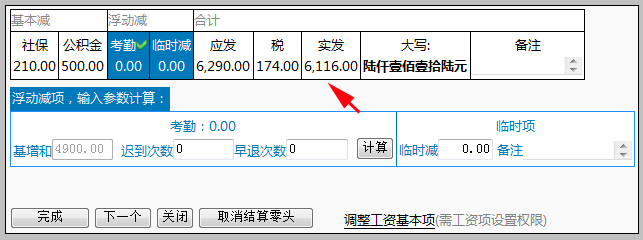 基本减 浮动减 合计
社保 公积金 考勤 临时减 应发 税 实发 大写: 备注
210.00 500.00 0.00 0.00 6,290.00 174.00 6,116.00 陆仟壹佰壹拾陆元
浮动减项，输入参数计算：
考勤：0.00 临时项
基增和 4900.00 迟到次数 0 早退次数 0 计算 临时减 0.00 备注
完成 下一个 关闭 取消结算零头 调整工资基本项(需工资项设置权限)